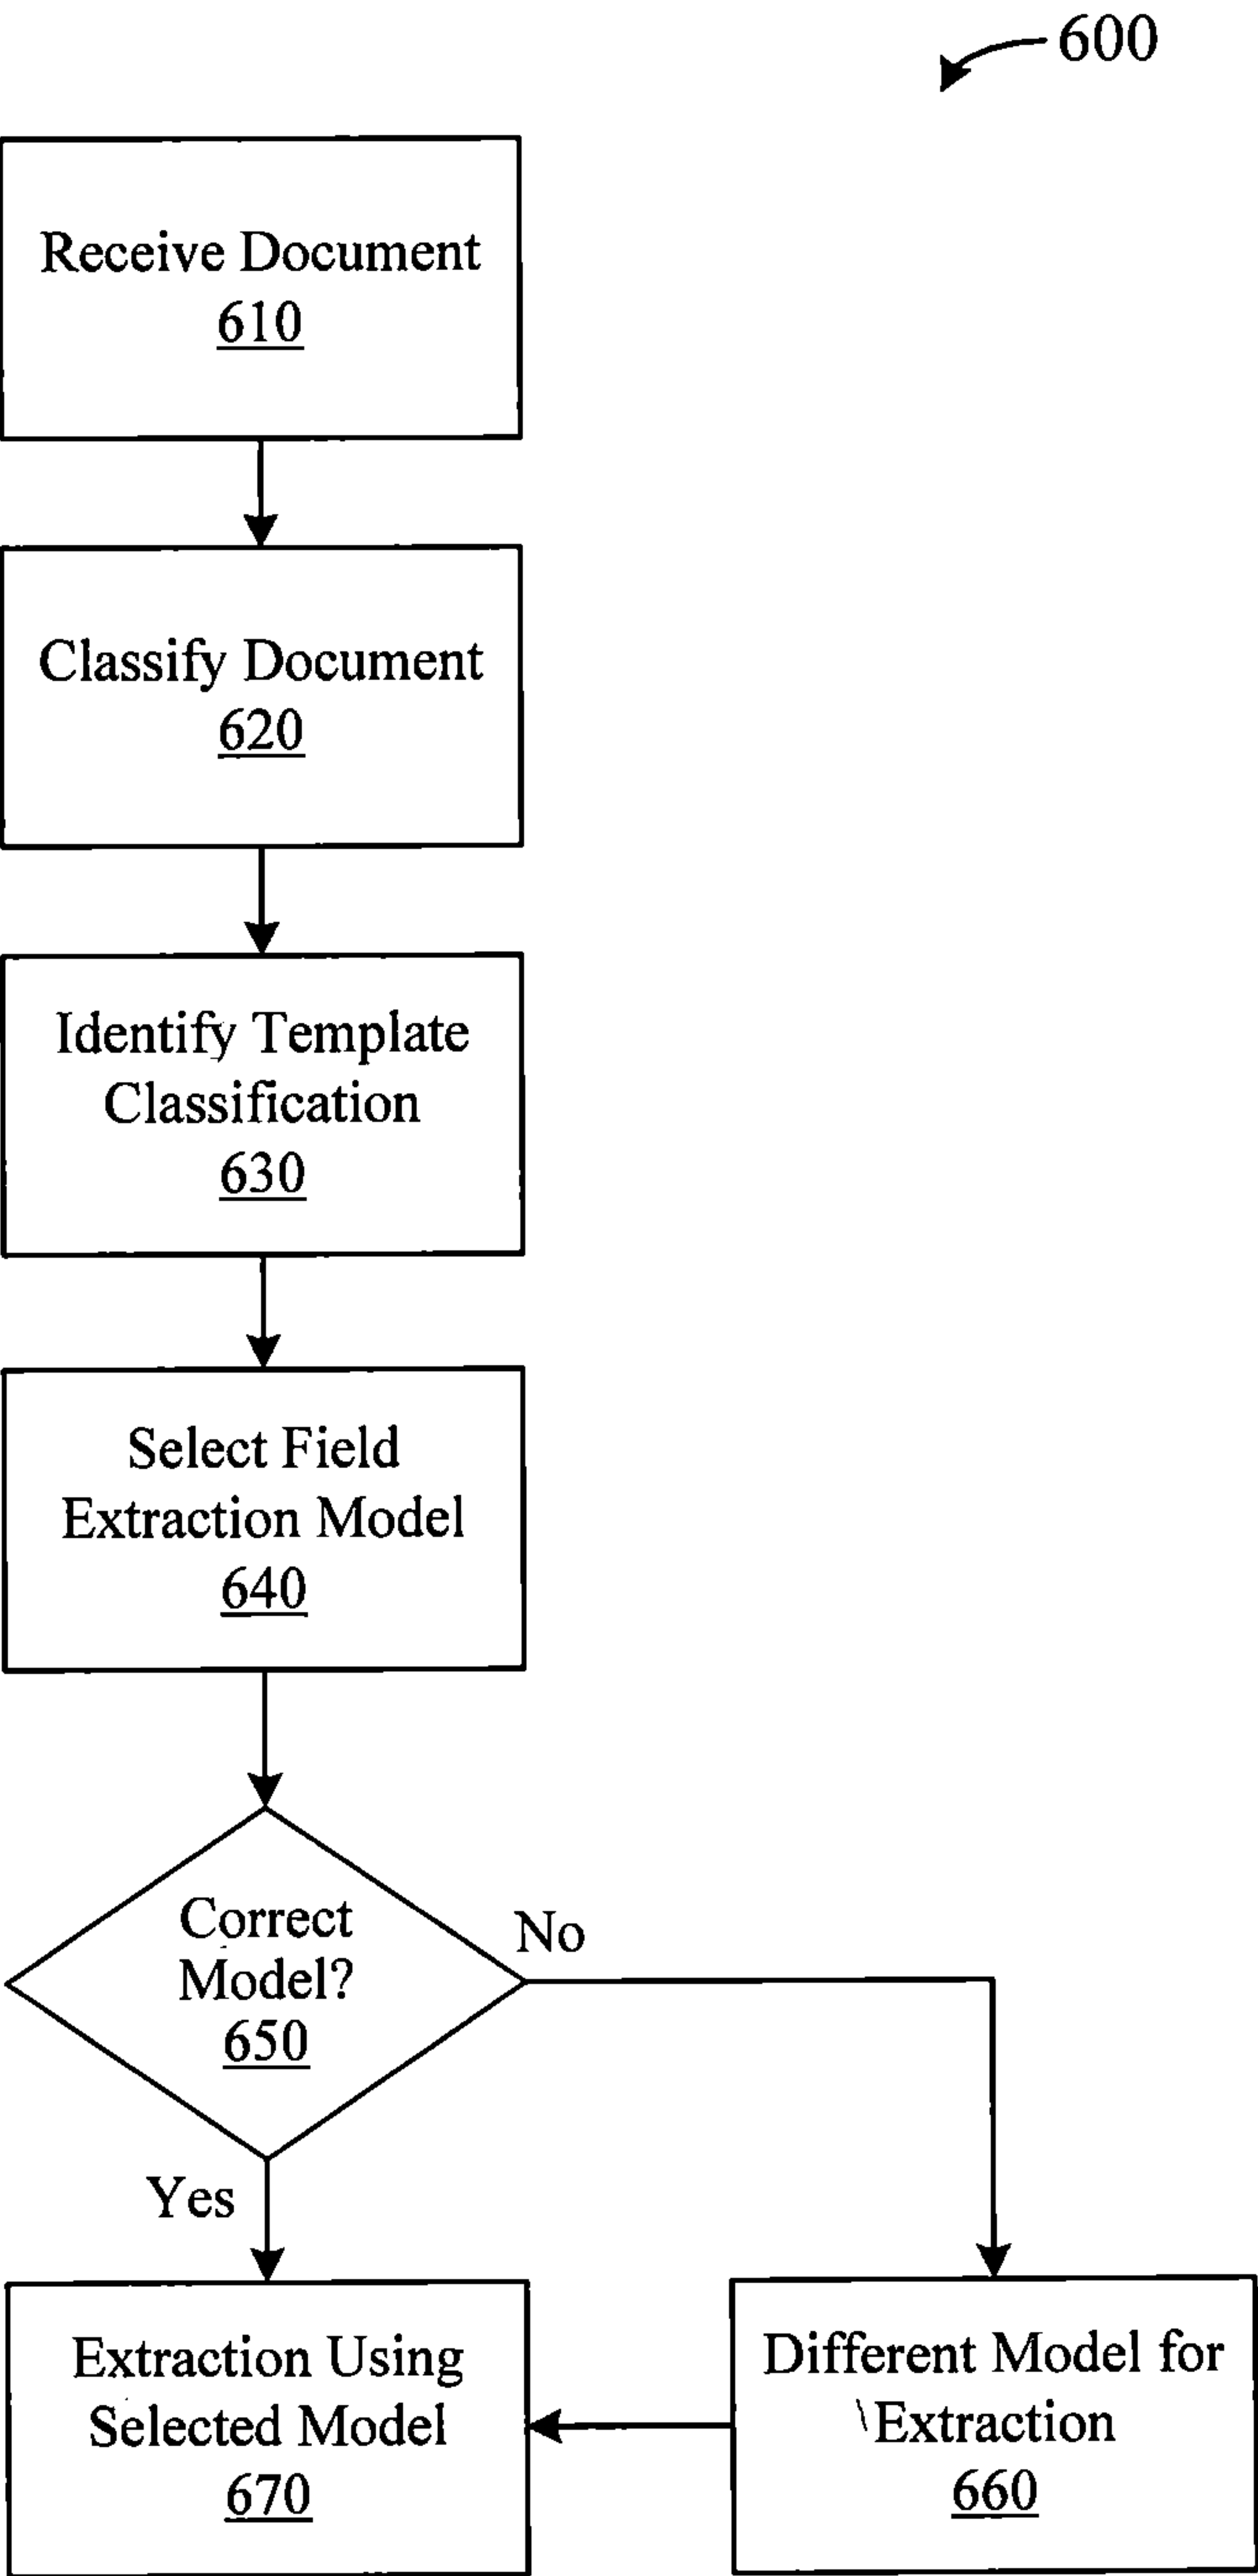 600
Receive Document
610
Classify Document
620
Identify Template
Classification
630
Select Field
Extraction Model
640
Correct
Model?
650
No
Yes
Extraction Using
Selected Model
670
Different Model for
Extraction
660